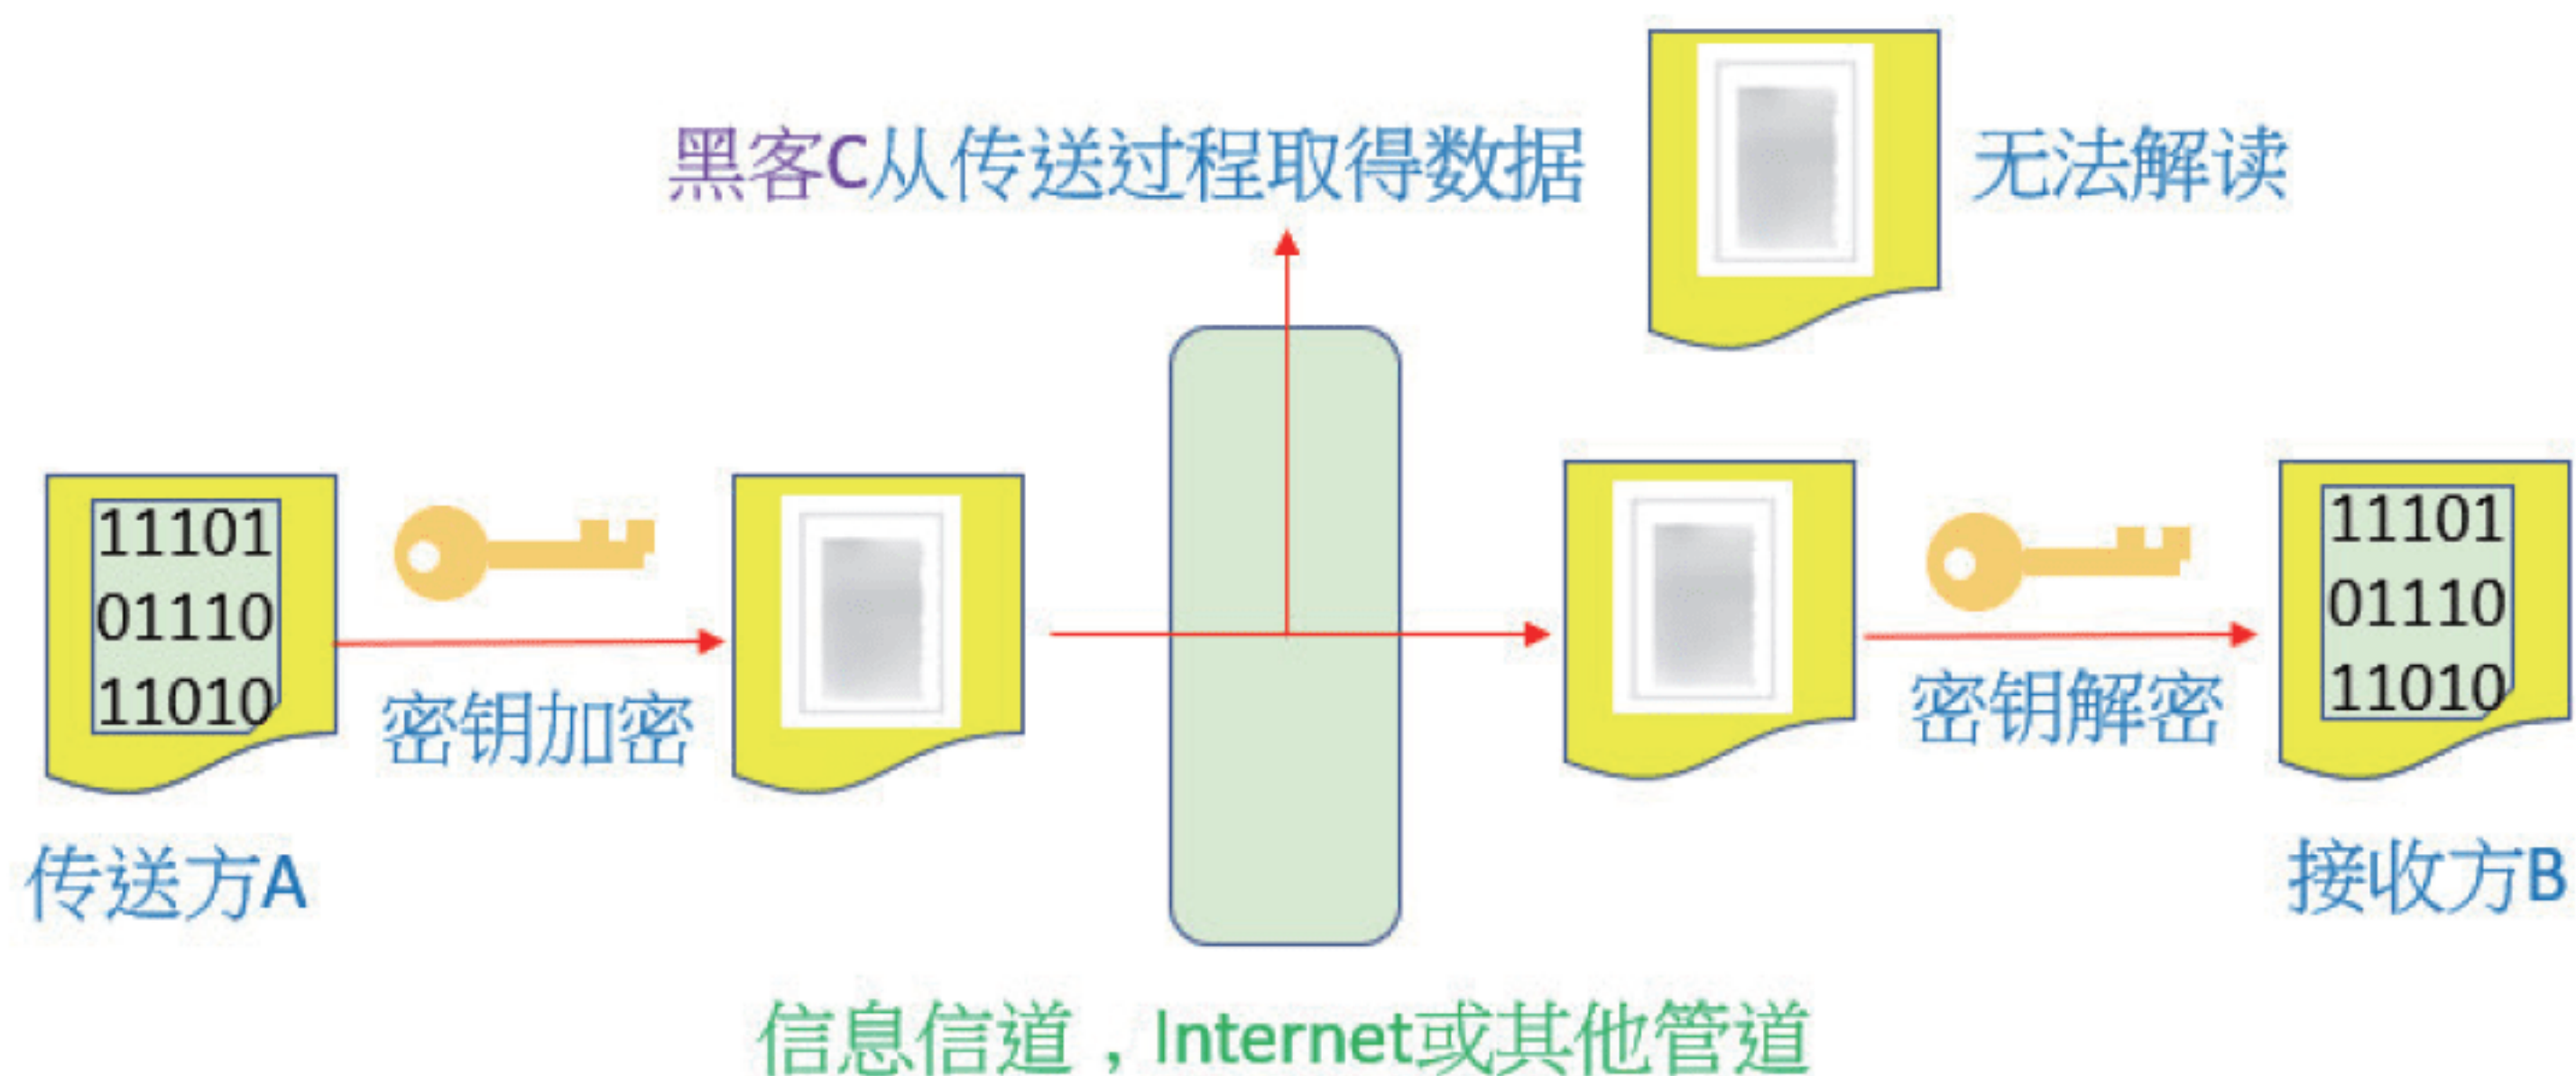 黑客C从传送过程取得数据
无法解读
11101
01110
11010
密钥加密
11101
01110
11010
密钥解密
传送方A
接收方B
信息信道，Internet或其他管道